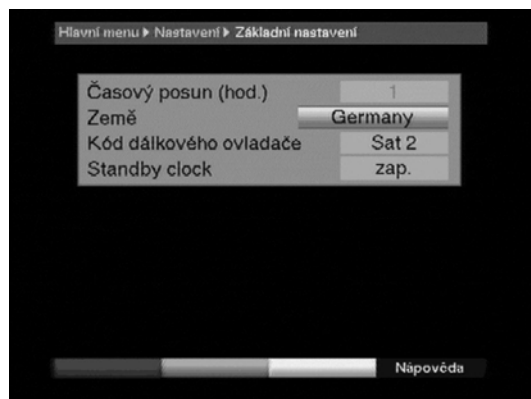 Hlavní menu ▶ Nastavení ▶ Základní nastavení
Časový posun (hod.) 1
Země Germany
Kód dálkového ovladače Sat 2
Standby clock zap.
Nápověda